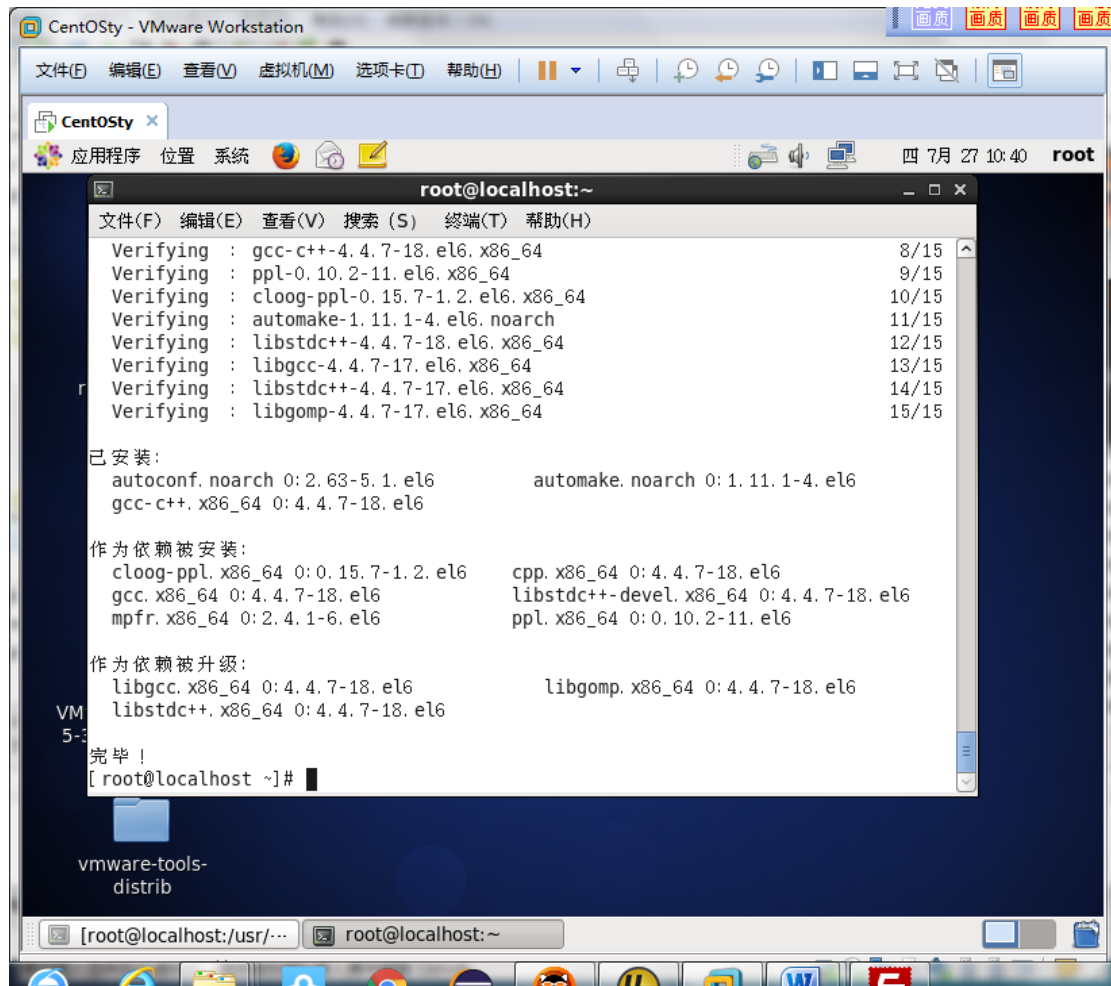 画质 画质 画质 画质
CentOSty - VMware Workstation
文件(F) 编辑(E) 查看(V) 虚拟机(M) 选项卡(T) 帮助(H)
CentOSty ×
应用程序 位置 系统 四 7月 27 10:40 root
root@localhost:~
文件(F) 编辑(E) 查看(V) 搜索 (S) 终端(T) 帮助(H)
Verifying : gcc-c++-4.4.7-18.el6.x86_64 8/15
Verifying : ppl-0.10.2-11.el6.x86_64 9/15
Verifying : cloog-ppl-0.15.7-1.2.el6.x86_64 10/15
Verifying : automake-1.11.1-4.el6.noarch 11/15
Verifying : libstdc++-4.4.7-18.el6.x86_64 12/15
Verifying : libgcc-4.4.7-17.el6.x86_64 13/15
Verifying : libstdc++-4.4.7-17.el6.x86_64 14/15
Verifying : libgomp-4.4.7-17.el6.x86_64 15/15
已安装:
autoconf.noarch 0:2.63-5.1.el6 automake.noarch 0:1.11.1-4.el6
gcc-c++.x86_64 0:4.4.7-18.el6
作为依赖被安装:
cloog-ppl.x86_64 0:0.15.7-1.2.el6 cpp.x86_64 0:4.4.7-18.el6
gcc.x86_64 0:4.4.7-18.el6 libstdc++-devel.x86_64 0:4.4.7-18.el6
mpfr.x86_64 0:2.4.1-6.el6 ppl.x86_64 0:0.10.2-11.el6
作为依赖被升级:
libgcc.x86_64 0:4.4.7-18.el6 libgomp.x86_64 0:4.4.7-18.el6
libstdc++.x86_64 0:4.4.7-18.el6
完毕！
[root@localhost ~]#
r
VM
5-3
vmware-tools-
distrib
[root@localhost:/usr/··· root@localhost:~